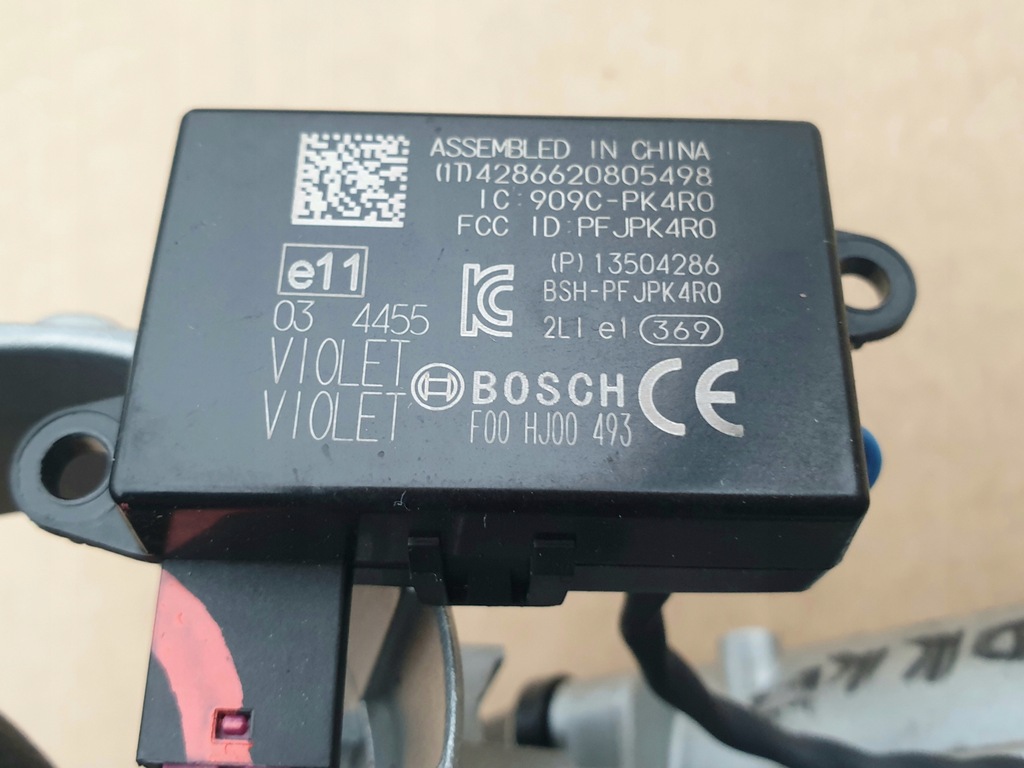 ASSEMBLED IN CHINA
(1T)4286620805498
IC:909C-PK4R0
FCC ID:PFJPK4R0
(P)13504286
BSH-PFJPK4R0
2L1 e1 369
e11
03 4455
VIOLET
VIOLET
BOSCH
F00 HJ00 493
CE